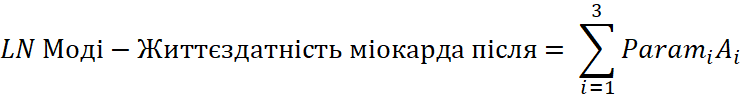 LN Моді − Життєздатність міокарда після = ∑_{i=1}^{3} Param_i A_i